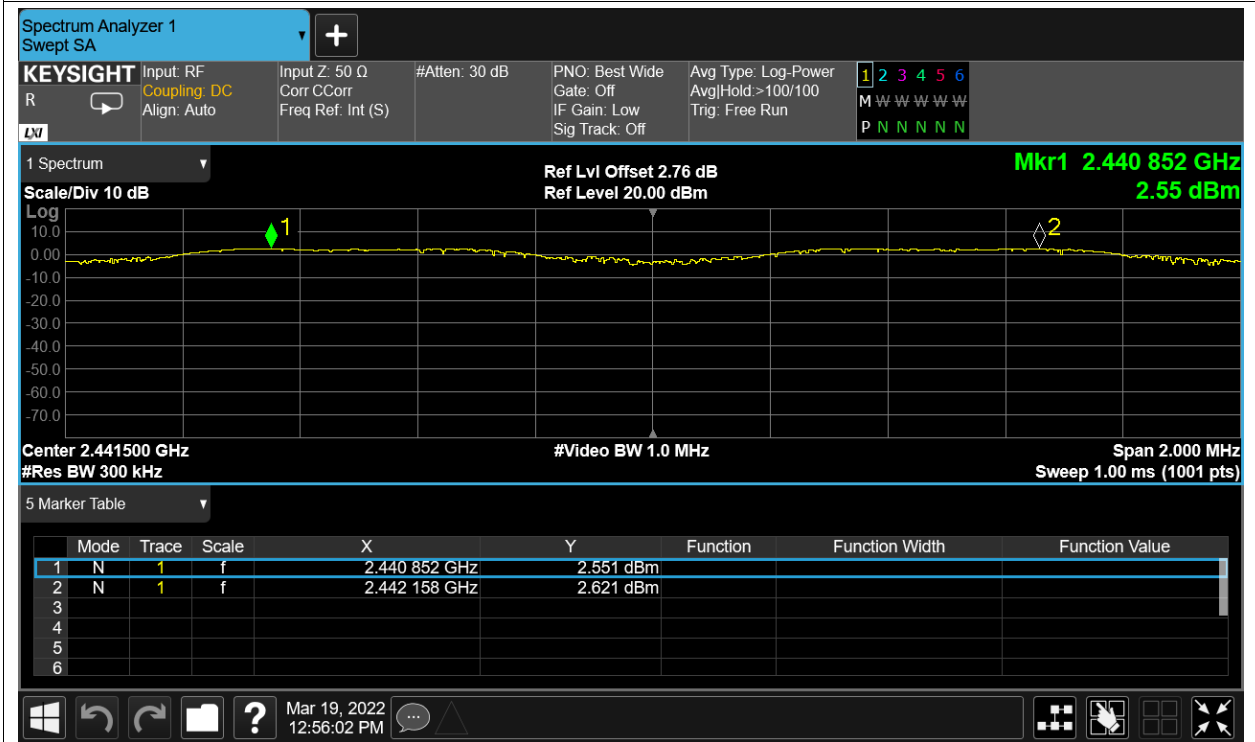 Spectrum Analyzer 1
Swept SA
+
KEYSIGHT
R
LXI
Input: RF
Coupling: DC
Align: Auto
Input Z: 50 Ω
Corr CCorr
Freq Ref: Int (S)
#Atten: 30 dB
PNO: Best Wide
Gate: Off
IF Gain: Low
Sig Track: Off
Avg Type: Log-Power
Avg|Hold:>100/100
Trig: Free Run
1 2 3 4 5 6
M W W W W W
P N N N N N
1 Spectrum
Scale/Div 10 dB
Ref Lvl Offset 2.76 dB
Ref Level 20.00 dBm
Mkr1 2.440 852 GHz
2.55 dBm
Log
10.0
0.00
-10.0
-20.0
-30.0
-40.0
-50.0
-60.0
-70.0
1
2
Center 2.441500 GHz
#Video BW 1.0 MHz
Span 2.000 MHz
#Res BW 300 kHz
Sweep 1.00 ms (1001 pts)
5 Marker Table
Mode Trace Scale X Y Function Function Width Function Value
1 N 1 f 2.440 852 GHz 2.551 dBm
2 N 1 f 2.442 158 GHz 2.621 dBm
3
4
5
6
?
Mar 19, 2022
12:56:02 PM